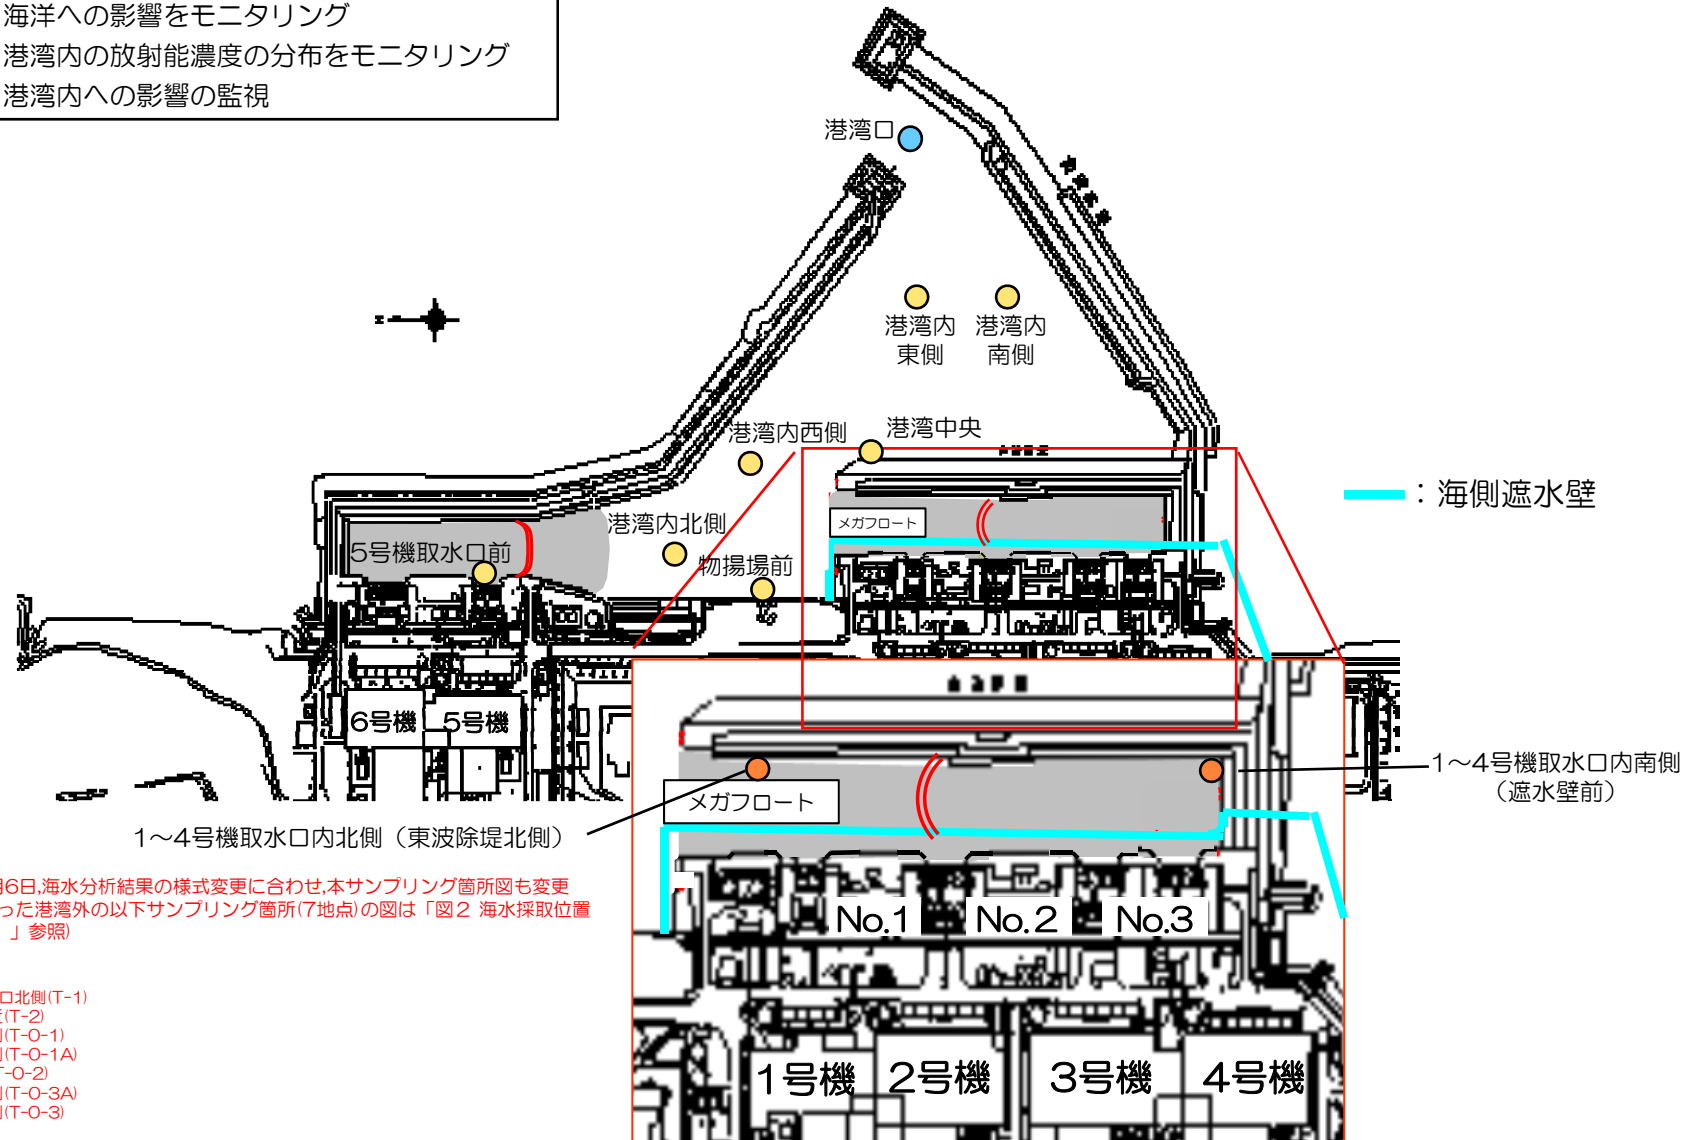 海洋への影響をモニタリング
港湾内の放射能濃度の分布をモニタリング
港湾内への影響の監視
港湾口
港湾内
東側
港湾内
南側
港湾内西側
港湾中央
：海側遮水壁
メガフロート
港湾内北側
5号機取水口前
物揚場前
6号機
5号機
1～4号機取水口内南側
（遮水壁前）
メガフロート
1～4号機取水口内北側（東波除堤北側）
月6日,海水分析結果の様式変更に合わせ,本サンプリング箇所図も変更
った港湾外の以下サンプリング箇所(7地点)の図は「図２ 海水採取位置
」参照)
No.1
No.2
No.3
口北側(T-1)
(T-2)
側(T-0-1)
側(T-0-1A)
T-0-2)
側(T-0-3A)
側(T-0-3)
1号機
2号機
3号機
4号機